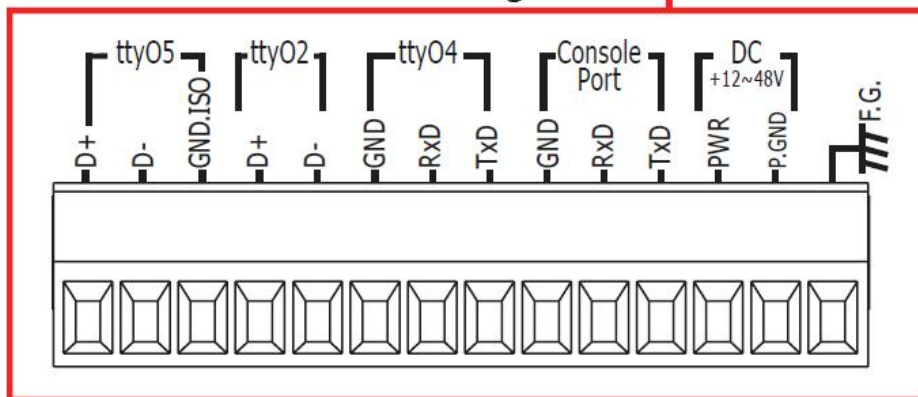 ttyO5 ttyO2 ttyO4 Console Port DC +12~48V
D+ D- GND.ISO D+ D- GND RxD TxD GND RxD TxD PWR P.GND F.G.